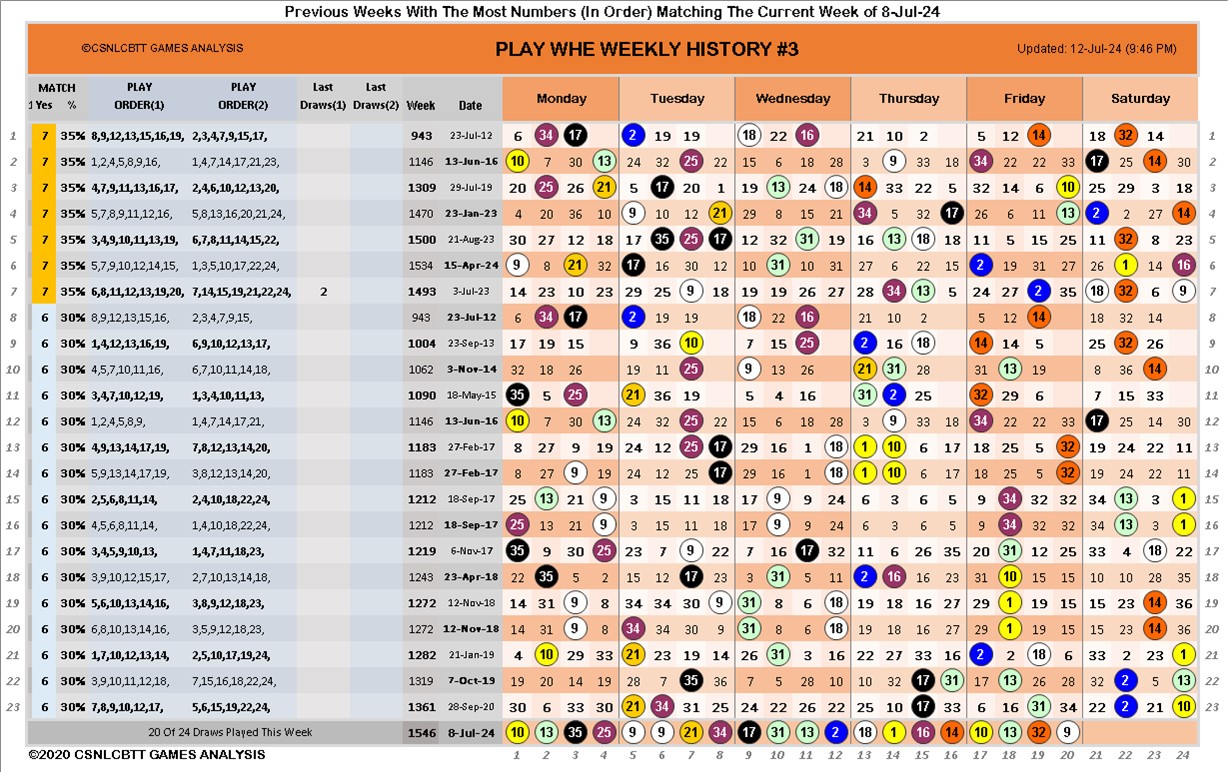 Previous Weeks With The Most Numbers (In Order) Matching The Current Week of 8-Jul-24
©CSNLCBTT GAMES ANALYSIS PLAY WHE WEEKLY HISTORY #3 Updated: 12-Jul-24 (9:46 PM)
MATCH PLAY PLAY Last Last
1 Yes % ORDER(1) ORDER(2) Draws(1) Draws(2) Week Date Monday Tuesday Wednesday Thursday Friday Saturday
1 7 35% 8,9,12,13,15,16,19, 2,3,4,7,9,15,17, 943 23-Jul-12 6 34 17 2 19 19 9 18 22 16 21 10 2 5 12 14 18 32 14 1
2 7 35% 1,2,4,5,8,9,16, 1,4,7,14,17,21,23, 1146 13-Jun-16 10 7 30 13 24 32 25 22 15 6 18 28 3 9 33 18 34 22 22 33 17 25 14 30 2
3 7 35% 4,7,9,11,13,16,17, 2,4,6,10,12,13,20, 1309 29-Jul-19 20 25 26 21 5 17 20 1 19 13 24 18 14 33 22 5 32 14 6 10 25 29 3 18 3
4 7 35% 5,7,8,9,11,12,16, 5,8,13,16,20,21,24, 1470 23-Jan-23 4 20 36 10 9 10 12 21 29 8 15 21 34 4 32 17 26 6 11 13 2 2 27 14 4
5 7 35% 3,4,9,10,11,13,19, 6,7,8,11,14,15,22, 1500 21-Aug-23 30 27 12 18 17 35 25 17 12 32 31 19 16 13 18 18 11 5 15 25 11 32 8 23 5
6 7 35% 5,7,9,10,12,14,15, 1,3,5,10,17,22,24, 1534 15-Apr-24 9 8 21 32 17 16 30 12 10 31 10 31 27 6 22 15 2 19 31 27 26 1 14 16 6
7 7 35% 6,8,11,12,13,19,20, 7,14,15,19,21,22,24, 2 1493 3-Jul-23 14 23 10 23 29 25 9 18 19 19 26 27 28 34 13 5 24 27 2 35 18 32 6 9 7
8 6 30% 8,9,12,13,15,16, 2,3,4,7,9,15, 943 23-Jul-12 6 34 17 2 19 19 18 22 16 21 10 2 5 9 14 18 32 14 8
9 6 30% 1,4,12,13,16,19, 6,9,10,12,13,17, 1004 23-Sep-13 17 19 15 9 36 10 7 15 25 2 16 18 14 14 5 25 32 26 9
10 6 30% 4,5,7,10,11,16, 6,7,10,11,14,18, 1062 3-Nov-14 32 18 26 19 11 25 9 13 26 21 31 28 31 13 19 8 36 14 10
11 6 30% 3,4,7,10,12,19, 1,3,4,10,11,13, 1090 18-May-15 35 5 25 21 36 19 5 4 16 31 2 25 32 29 6 7 15 33 11
12 6 30% 1,2,4,5,8,9, 1,4,7,14,17,21, 1146 13-Jun-16 10 7 30 13 24 32 25 22 15 6 18 28 3 9 33 18 34 22 22 33 17 25 14 30 12
13 6 30% 4,9,13,14,17,19, 7,8,12,13,14,20, 1183 27-Feb-17 8 27 9 19 24 12 25 17 29 16 1 18 1 10 6 17 18 25 5 32 19 24 22 11 13
14 6 30% 5,9,13,14,17,19, 3,8,12,13,14,20, 1183 27-Feb-17 8 27 9 19 24 12 25 17 29 16 1 18 1 10 6 17 18 25 5 32 19 24 22 11 14
15 6 30% 2,5,6,8,11,14, 2,4,10,18,22,24, 1212 18-Sep-17 25 13 21 9 3 15 11 18 17 9 9 24 6 3 6 5 9 34 32 32 34 13 3 1 15
16 6 30% 4,5,6,8,11,14, 1,4,10,18,22,24, 1212 18-Sep-17 25 13 21 9 3 15 11 18 17 9 9 24 6 3 6 5 9 34 32 32 34 13 3 1 16
17 6 30% 3,4,5,9,10,13, 1,4,7,11,18,23, 1219 6-Nov-17 35 9 30 25 23 7 9 22 7 16 17 32 11 6 26 35 20 31 12 25 33 4 18 22 17
18 6 30% 3,9,10,12,15,17, 2,7,10,13,14,18, 1243 23-Apr-18 22 35 5 2 15 12 17 23 3 31 5 11 2 16 16 23 31 10 15 15 10 10 28 35 18
19 6 30% 5,6,10,13,14,16, 3,8,9,12,18,23, 1272 12-Nov-18 14 31 9 8 34 34 30 9 31 8 6 18 19 18 16 27 29 1 19 15 15 23 14 36 19
20 6 30% 6,8,10,13,14,16, 3,5,9,12,18,23, 1272 12-Nov-18 14 31 9 8 34 34 30 9 31 8 6 18 19 18 16 27 29 1 19 15 15 23 14 36 20
21 6 30% 1,7,10,12,13,14, 2,5,10,17,19,24, 1282 21-Jan-19 4 10 29 33 21 23 19 14 26 31 3 16 22 27 33 16 2 2 18 6 33 2 23 1 21
22 6 30% 3,9,10,11,12,18, 7,15,16,18,22,24, 1319 7-Oct-19 19 20 14 19 28 7 35 36 7 5 28 10 32 15 17 31 17 13 26 15 32 2 5 13 22
23 6 30% 7,8,9,10,12,17, 5,6,15,19,22,24, 1361 28-Sep-20 30 6 33 30 21 34 31 25 24 22 26 22 25 10 17 33 6 16 31 34 22 2 21 10 23
20 Of 24 Draws Played This Week 1546 8-Jul-24 10 13 35 25 9 9 21 34 17 31 13 2 18 1 16 14 10 13 32 9
©2020 CSNLCBTT GAMES ANALYSIS 1 2 3 4 5 6 7 8 9 10 11 12 13 14 15 16 17 18 19 20 21 22 23 24